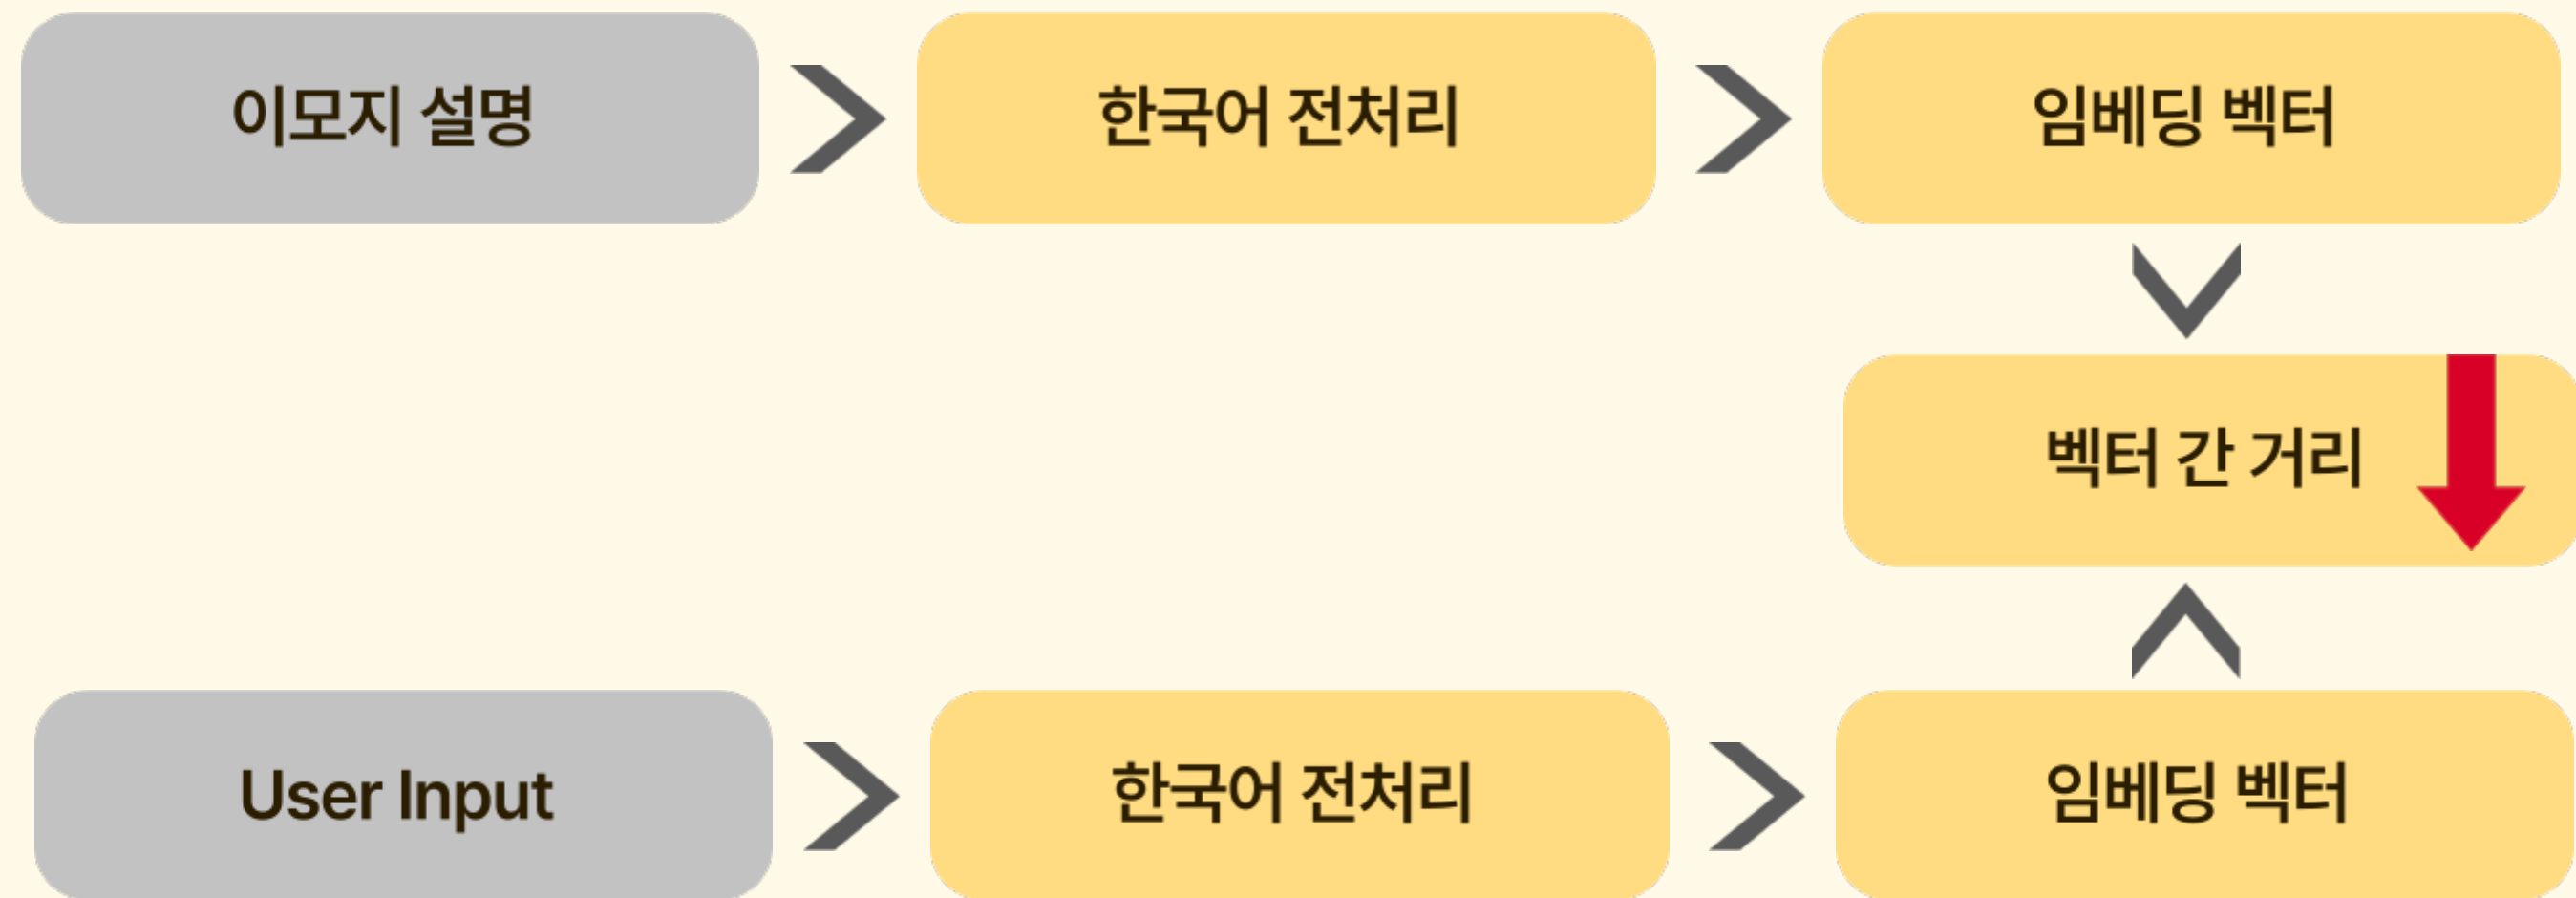 이모지 설명
한국어 전처리
임베딩 벡터
벡터 간 거리
User Input
한국어 전처리
임베딩 벡터